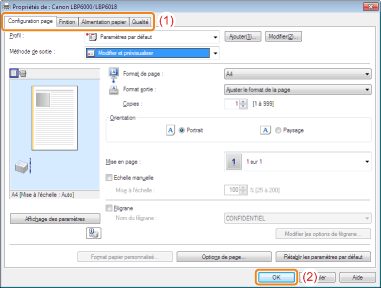 Propriétés de : Canon LBP6000/LBP6018
Configuration page Finition Alimentation papier Qualité (1)
Profil : Paramètres par défaut Ajouter(1)... Modifier(2)...
Méthode de sortie : Modifier et prévisualiser
Format de page : A4
Format sortie : Ajuster le format de la page
Copies : 1 [1 à 999]
Orientation
A Portrait A Paysage
Mise en page : 1 1 sur 1
Echelle manuelle
Mise à l'échelle : 100 % [25 à 200]
A4 [Mise à l'échelle : Auto]
Filigrane
Affichage des paramètres Nom du filigrane : CONFIDENTIEL
Modifier les options de filigrane...
Format papier personnalisé... Options de page... Rétablir les paramètres par défaut
OK (2) Aide